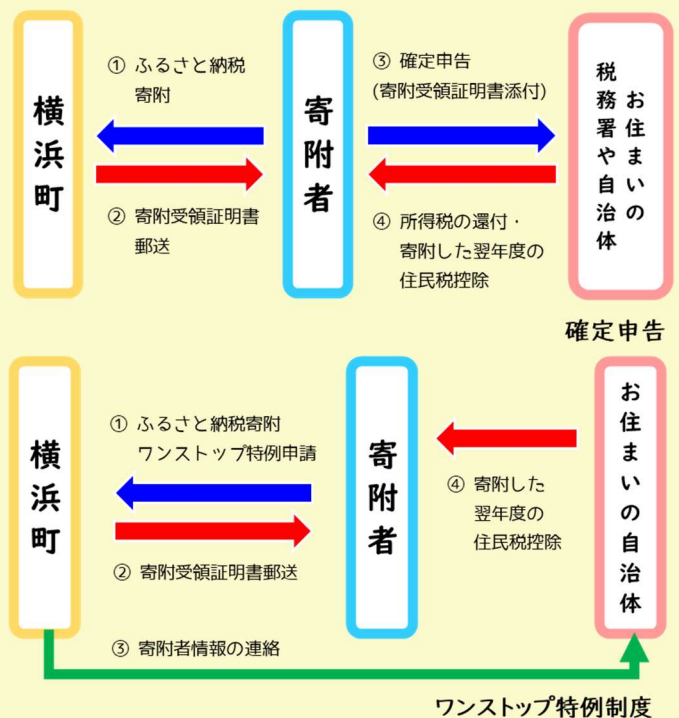 横浜町
① ふるさと納税
寄附
② 寄附受領証明書
郵送
寄附者
③ 確定申告
(寄附受領証明書添付)
④ 所得税の還付・
寄附した翌年度の
住民税控除
お住まいの
税務署や自治体
確定申告
横浜町
① ふるさと納税寄附
ワンストップ特例申請
② 寄附受領証明書郵送
寄附者
④ 寄附した
翌年度の
住民税控除
お住まいの自治体
③ 寄附者情報の連絡
ワンストップ特例制度